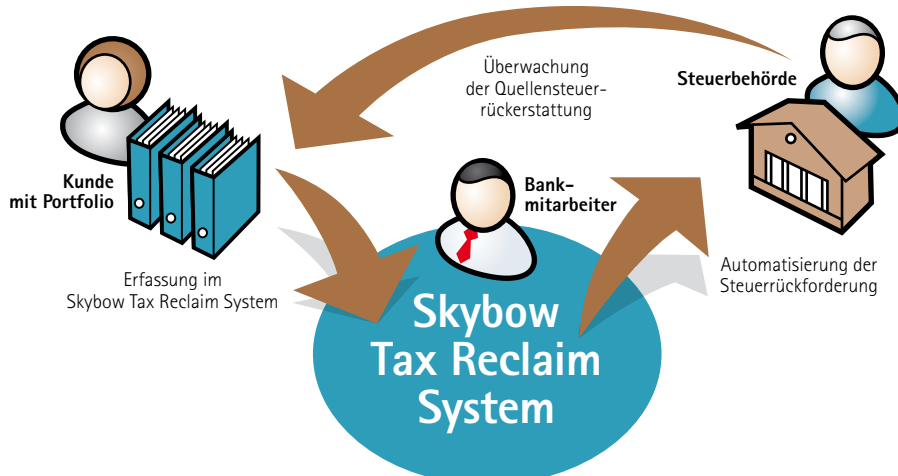 Überwachung
der Quellensteuer-
rückerstattung
Steuerbehörde
Kunde
mit Portfolio
Bank-
mitarbeiter
Erfassung im
Skybow Tax Reclaim System
Automatisierung der
Steuerrückforderung
Skybow
Tax Reclaim
System